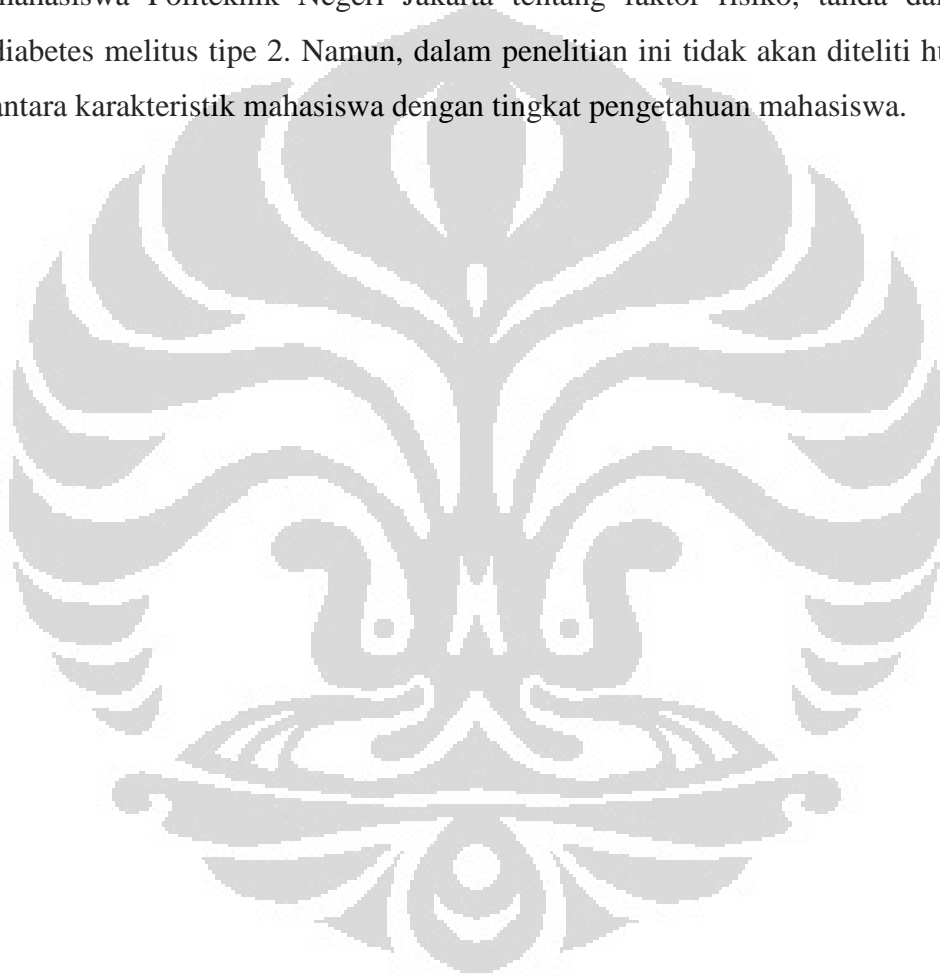 mahasiswa Politeknik Negeri Jakarta tentang faktor risiko, tanda dan
diabetes melitus tipe 2. Namun, dalam penelitian ini tidak akan diteliti
antara karakteristik mahasiswa dengan tingkat pengetahuan mahasiswa.